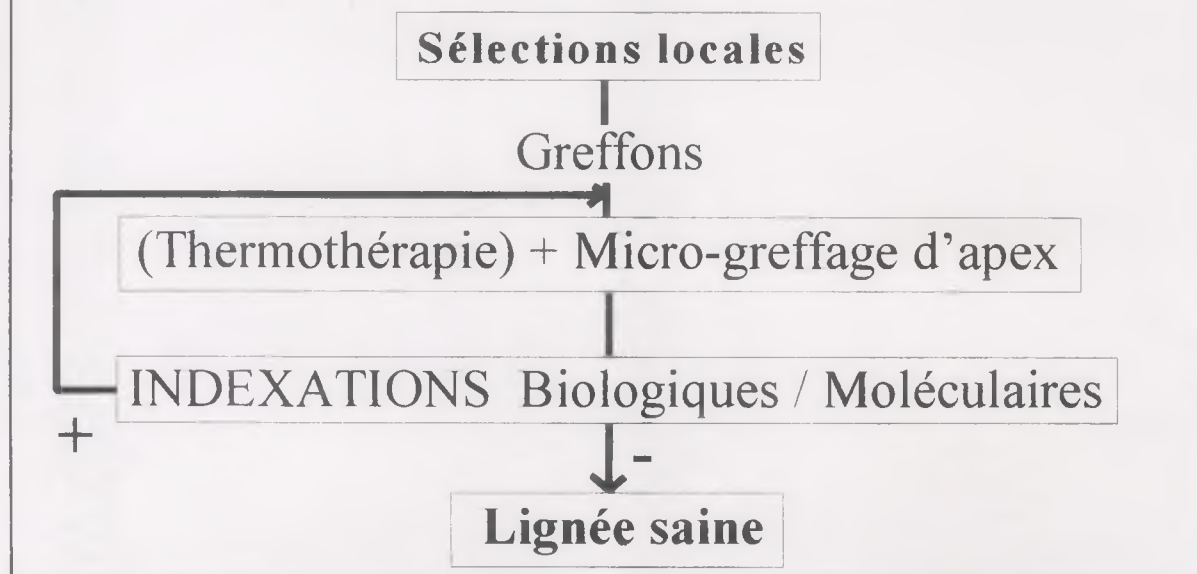 Sélections locales
Greffons
(Thermothérapie) + Micro-greffage d'apex
INDEXATIONS Biologiques / Moléculaires
+
-
Lignée saine